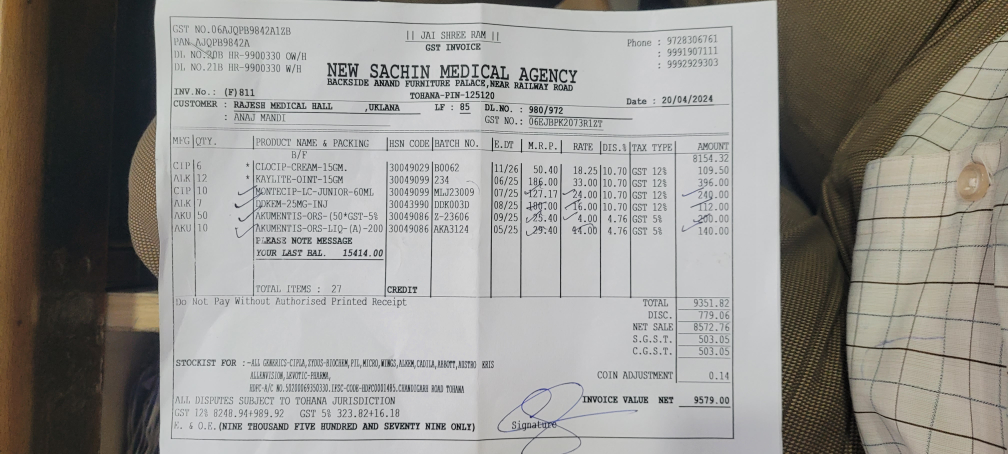 GST NO.06AJQPB9842A1ZB
|| JAI SHREE RAM ||
Phone : 9728306761
PAN AJQPB9842A
GST INVOICE
: 9991907111
DL NO.20B HR-9900330 OW/H
: 9992929303
DL NO.21B HR-9900330 W/H
NEW SACHIN MEDICAL AGENCY
BACKSIDE ANAND FURNITURE PALACE,NEAR RAILWAY ROAD
INV.No.: (F)811
TOHANA-PIN-125120
Date : 20/04/2024
CUSTOMER : RAJESH MEDICAL HALL ,UKLANA LF : 85 DL.NO. : 980/972
: ANAJ MANDI GST NO.: 06EJBPK2073R1ZT
MFG QTY. PRODUCT NAME & PACKING HSN CODE BATCH NO. E.DT M.R.P. RATE DIS.% TAX TYPE AMOUNT
B/F 8154.32
CIP 6 * CLOCIP-CREAM-15GM. 30049029 B0062 11/26 50.40 18.25 10.70 GST 12% 109.50
ALK 12 * KAYLITE-OINT-15GM 30049099 234 06/25 186.00 33.00 10.70 GST 12% 396.00
CIP 10 MONTECIP-LC-JUNIOR-60ML 30049099 MLJ23009 07/25 127.17 24.00 10.70 GST 12% 240.00
ALK 7 DOKEM-25MG-INJ 30043990 DDK003D 08/25 100.00 16.00 10.70 GST 12% 112.00
AKU 50 AKUMENTIS-ORS-(50*GST-5% 30049086 Z-23606 09/25 25.40 4.00 4.76 GST 5% 200.00
AKU 10 AKUMENTIS-ORS-LIQ-(A)-200 30049086 AKA3124 05/25 29.40 14.00 4.76 GST 5% 140.00
PLEASE NOTE MESSAGE
YOUR LAST BAL. 15414.00
TOTAL ITEMS : 27 CREDIT
Do Not Pay Without Authorised Printed Receipt
TOTAL 9351.82
DISC. 779.06
NET SALE 8572.76
S.G.S.T. 503.05
C.G.S.T. 503.05
STOCKIST FOR :-ALL GENERICS-CIPLA,ZYDUS-BIOCHEM,PIL,MICRO,WINGS,ALKEM,CADILA,ABBOTT,AUSTRO KRIS
ALLENVISION,LKVOTIC-PHARMA,
COIN ADJUSTMENT 0.14
HDFC-A/C NO.50200069350330.IFSC-CODE-HDFC0001485.CHANDIGARH ROAD TOHANA
ALL DISPUTES SUBJECT TO TOHANA JURISDICTION
INVOICE VALUE NET 9579.00
GST 12% 8248.94+989.92 GST 5% 323.82+16.18
E. & O.E. (NINE THOUSAND FIVE HUNDRED AND SEVENTY NINE ONLY)
Signature